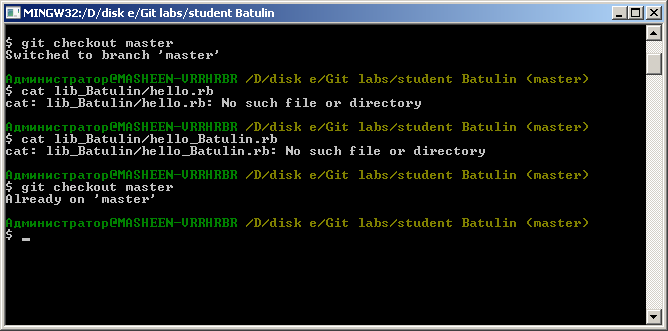 MINGW32:/D/disk e/Git labs/student Batulin
$ git checkout master
Switched to branch 'master'
Администратор@MASHEEN-VRRHRBR /D/disk e/Git labs/student Batulin (master)
$ cat lib_Batulin/hello.rb
cat: lib_Batulin/hello.rb: No such file or directory
Администратор@MASHEEN-VRRHRBR /D/disk e/Git labs/student Batulin (master)
$ cat lib_Batulin/hello_Batulin.rb
cat: lib_Batulin/hello_Batulin.rb: No such file or directory
Администратор@MASHEEN-VRRHRBR /D/disk e/Git labs/student Batulin (master)
$ git checkout master
Already on 'master'
Администратор@MASHEEN-VRRHRBR /D/disk e/Git labs/student Batulin (master)
$ _